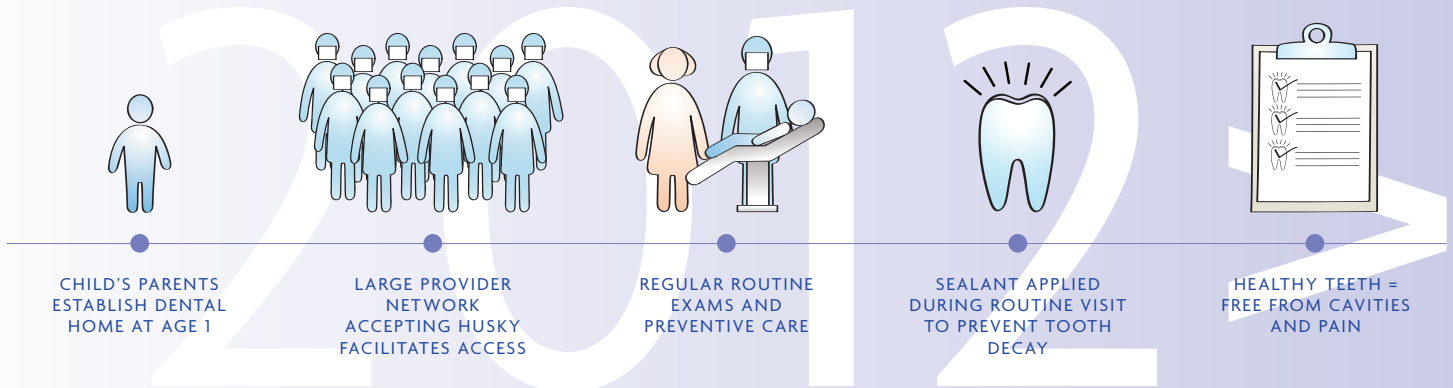 2012 >
CHILD'S PARENTS
ESTABLISH DENTAL
HOME AT AGE 1
LARGE PROVIDER
NETWORK
ACCEPTING HUSKY
FACILITATES ACCESS
REGULAR ROUTINE
EXAMS AND
PREVENTIVE CARE
SEALANT APPLIED
DURING ROUTINE VISIT
TO PREVENT TOOTH
DECAY
HEALTHY TEETH =
FREE FROM CAVITIES
AND PAIN